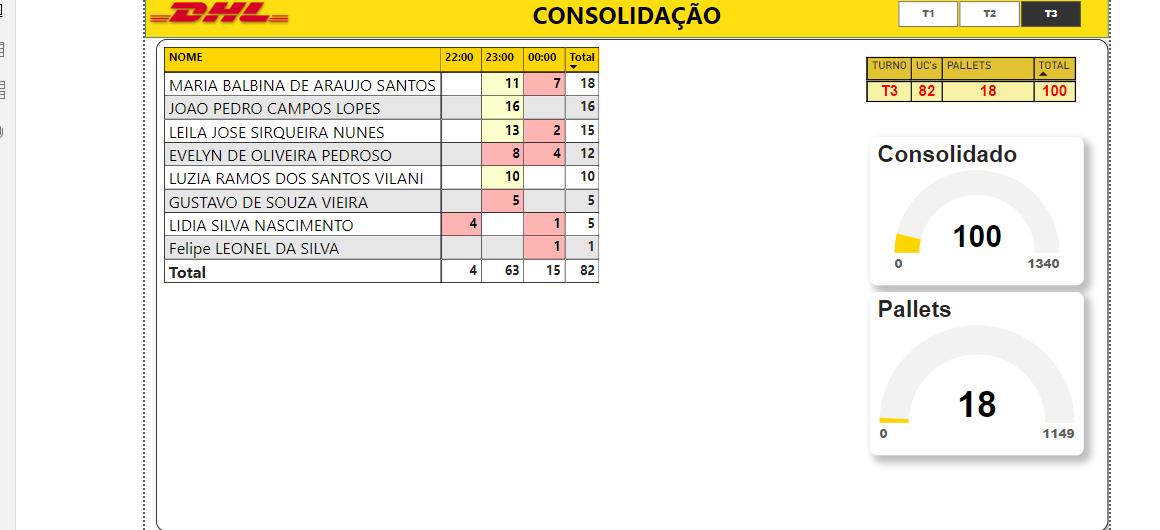 DHL
CONSOLIDAÇÃO
T1 T2 T3
NOME 22:00 23:00 00:00 Total
MARIA BALBINA DE ARAUJO SANTOS 11 7 18
JOAO PEDRO CAMPOS LOPES 16 16
LEILA JOSE SIRQUEIRA NUNES 13 2 15
EVELYN DE OLIVEIRA PEDROSO 8 4 12
LUZIA RAMOS DOS SANTOS VILANI 10 10
GUSTAVO DE SOUZA VIEIRA 5 5
LIDIA SILVA NASCIMENTO 4 1 5
Felipe LEONEL DA SILVA 1 1
Total 4 63 15 82
TURNO UC's PALLETS TOTAL
T3 82 18 100
Consolidado
100
0 1340
Pallets
18
0 1149